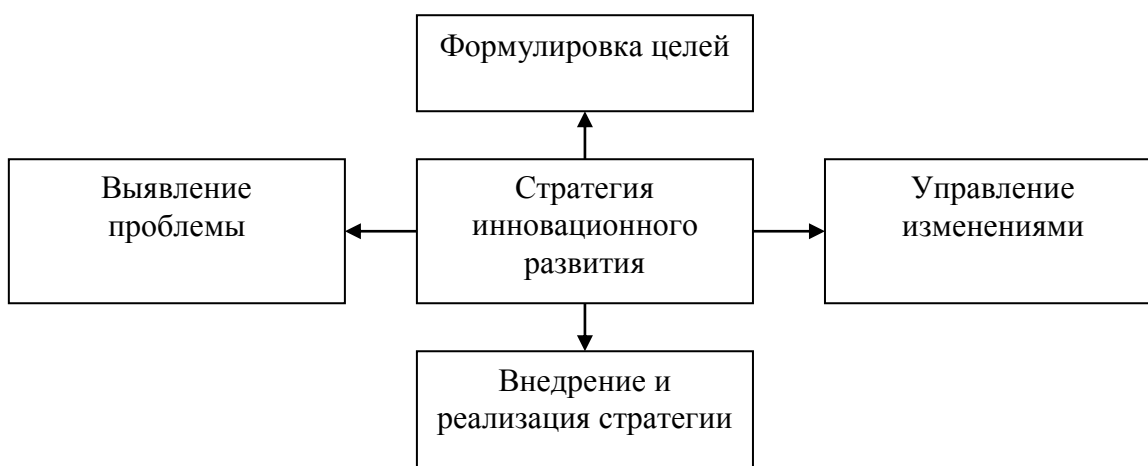 Формулировка целей
Выявление
проблемы
Стратегия
инновационного
развития
Управление
изменениями
Внедрение и
реализация стратегии